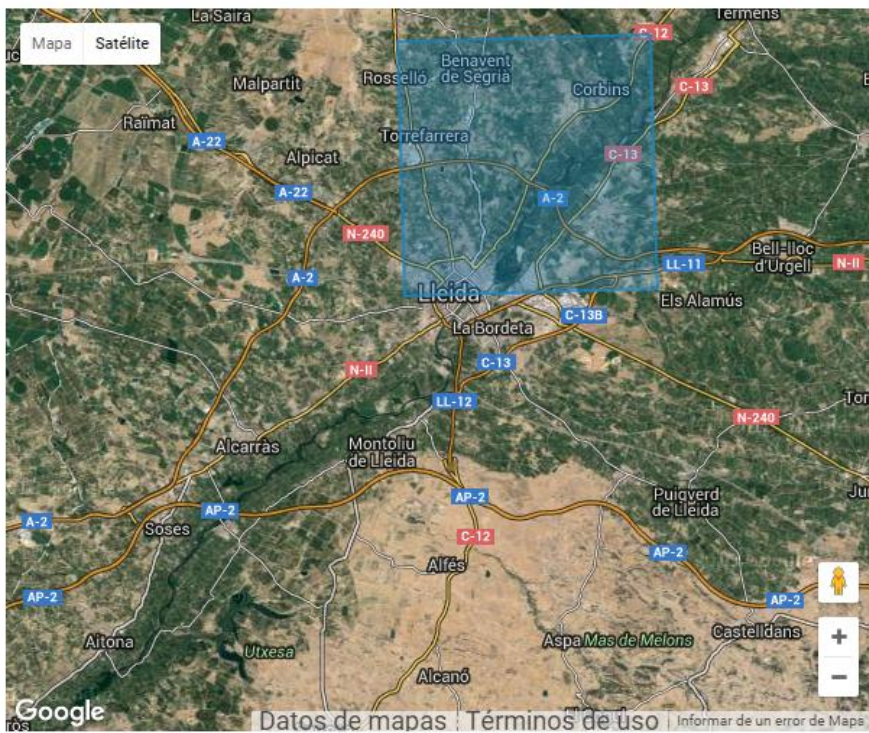 La Saira
Termens
Mapa
Satélite
C-12
Benavent
de Segrià
Rosselló
Malpartit
Corbins
C-13
Raïmat
Torrefarrera
A-22
Alpicat
C-13
A-22
A-2
N-240
A-2
Bell-lloc
d'Urgell
LL-11
N-II
Lleida
Els Alamús
C-13B
La Bordeta
C-13
N-II
LL-12
Tor
N-240
Alcarràs
Montoliu
de Lleida
AP-2
Puigverd
de Lleida
Ju
AP-2
A-2
Soses
C-12
AP-2
Alfés
AP-2
AP-2
Aitona
Utxesa
Aspa
Mas de Melons
Castelldans
Alcanó
Google
Datos de mapas
Términos de uso
Informar de un error de Maps